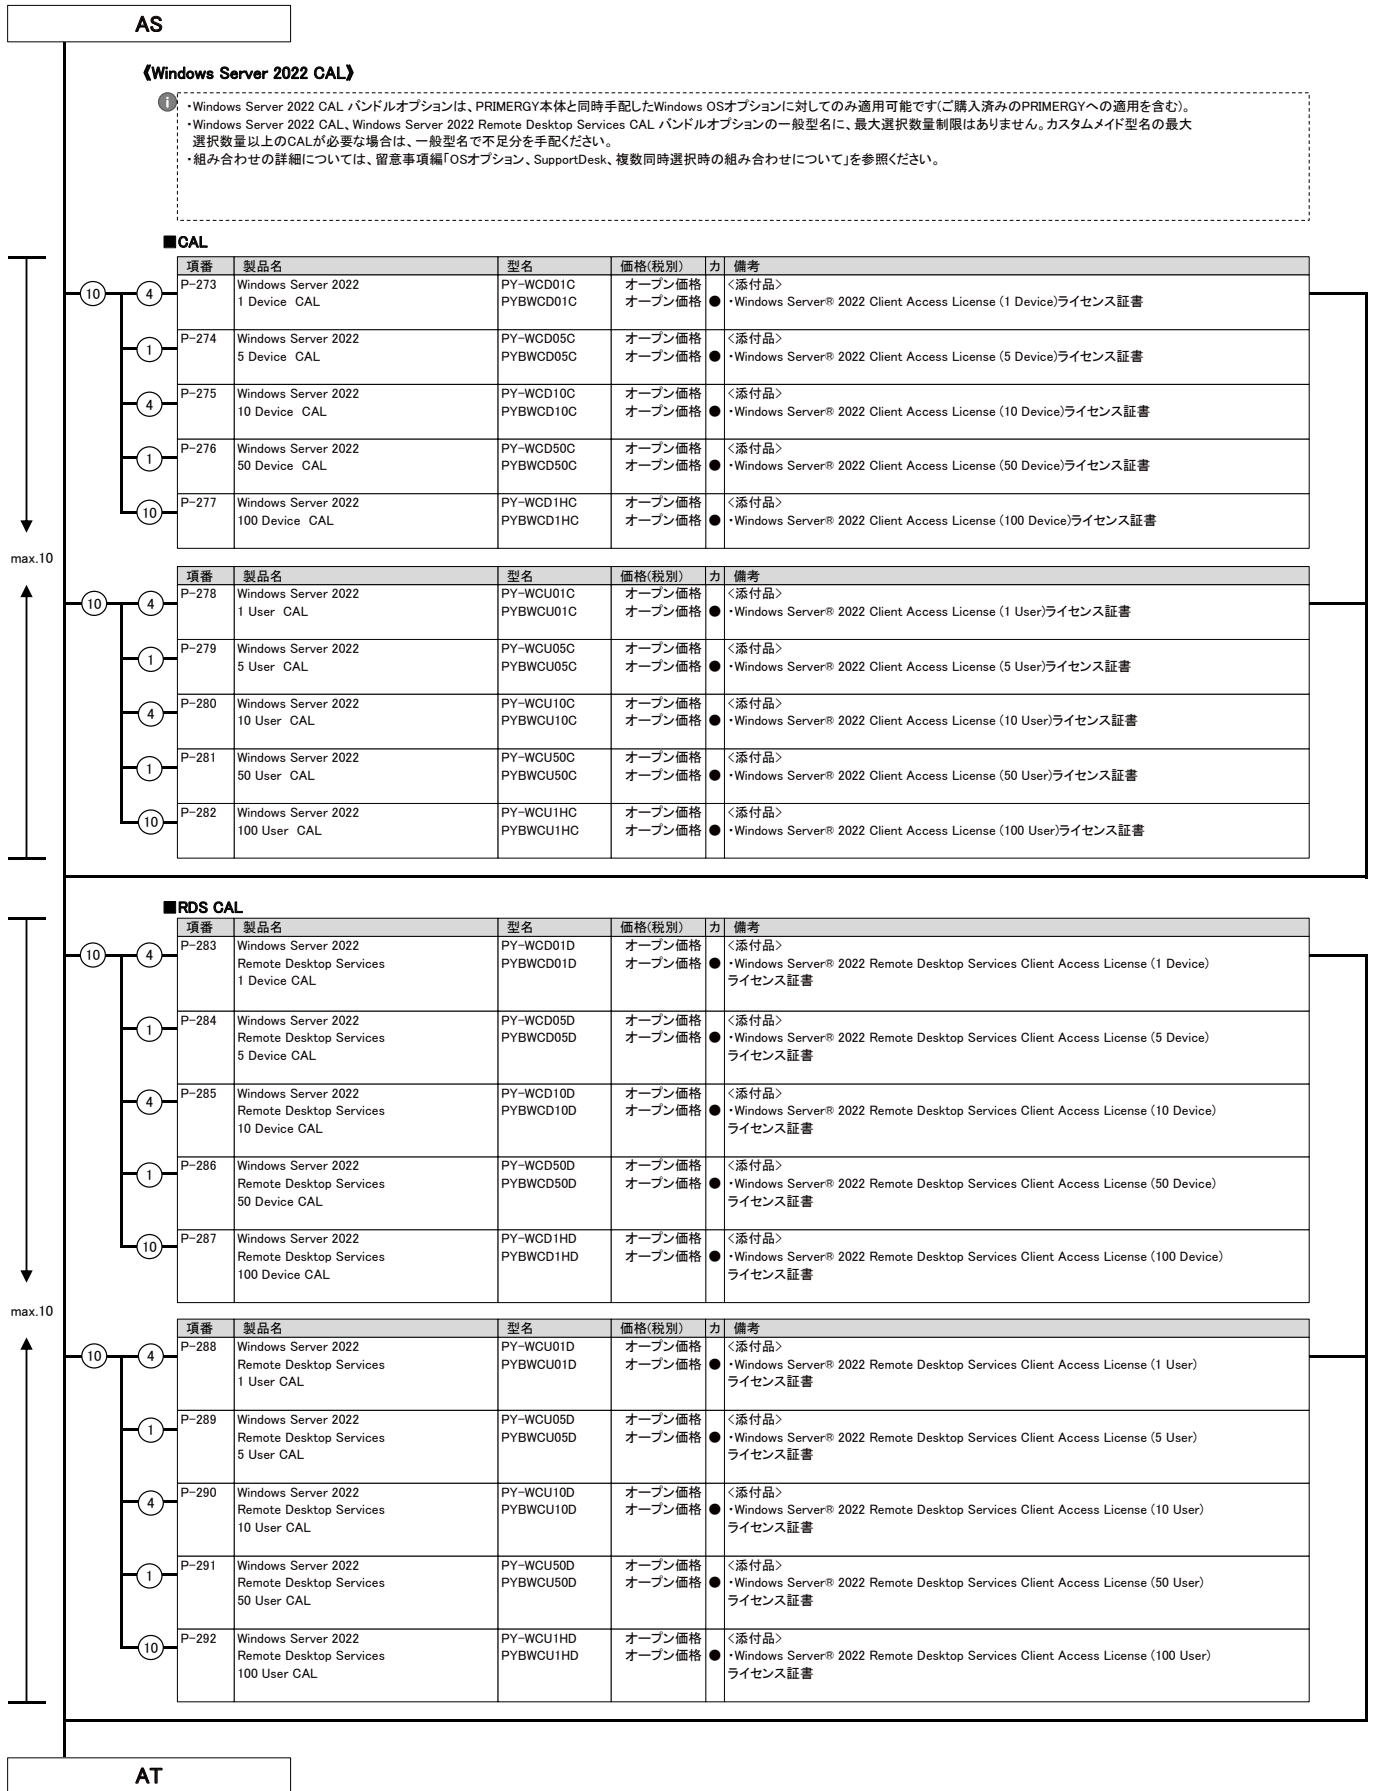 AS
《Windows Server 2022 CAL》
i
・Windows Server 2022 CAL バンドルオプションは、PRIMERGY本体と同時手配したWindows OSオプションに対してのみ適用可能です(ご購入済みのPRIMERGYへの適用を含む)。
・Windows Server 2022 CAL、Windows Server 2022 Remote Desktop Services CAL バンドルオプションの一般型名に、最大選択数量制限はありません。カスタムメイド型名の最大
選択数量以上のCALが必要な場合は、一般型名で不足分を手配ください。
・組み合わせの詳細については、留意事項編「OSオプション、SupportDesk、複数同時選択時の組み合わせについて」を参照ください。
■CAL
項番 製品名 型名 価格(税別) カ 備考
10 4 P-273 Windows Server 2022 PY-WCD01C オープン価格 <添付品>
1 Device CAL PYBWCD01C オープン価格 ● ・Windows Server® 2022 Client Access License (1 Device)ライセンス証書
1 P-274 Windows Server 2022 PY-WCD05C オープン価格 <添付品>
5 Device CAL PYBWCD05C オープン価格 ● ・Windows Server® 2022 Client Access License (5 Device)ライセンス証書
4 P-275 Windows Server 2022 PY-WCD10C オープン価格 <添付品>
10 Device CAL PYBWCD10C オープン価格 ● ・Windows Server® 2022 Client Access License (10 Device)ライセンス証書
1 P-276 Windows Server 2022 PY-WCD50C オープン価格 <添付品>
50 Device CAL PYBWCD50C オープン価格 ● ・Windows Server® 2022 Client Access License (50 Device)ライセンス証書
10 P-277 Windows Server 2022 PY-WCD1HC オープン価格 <添付品>
100 Device CAL PYBWCD1HC オープン価格 ● ・Windows Server® 2022 Client Access License (100 Device)ライセンス証書
max.10
項番 製品名 型名 価格(税別) カ 備考
10 4 P-278 Windows Server 2022 PY-WCU01C オープン価格 <添付品>
1 User CAL PYBWCU01C オープン価格 ● ・Windows Server® 2022 Client Access License (1 User)ライセンス証書
1 P-279 Windows Server 2022 PY-WCU05C オープン価格 <添付品>
5 User CAL PYBWCU05C オープン価格 ● ・Windows Server® 2022 Client Access License (5 User)ライセンス証書
4 P-280 Windows Server 2022 PY-WCU10C オープン価格 <添付品>
10 User CAL PYBWCU10C オープン価格 ● ・Windows Server® 2022 Client Access License (10 User)ライセンス証書
1 P-281 Windows Server 2022 PY-WCU50C オープン価格 <添付品>
50 User CAL PYBWCU50C オープン価格 ● ・Windows Server® 2022 Client Access License (50 User)ライセンス証書
10 P-282 Windows Server 2022 PY-WCU1HC オープン価格 <添付品>
100 User CAL PYBWCU1HC オープン価格 ● ・Windows Server® 2022 Client Access License (100 User)ライセンス証書
■RDS CAL
項番 製品名 型名 価格(税別) カ 備考
10 4 P-283 Windows Server 2022 PY-WCD01D オープン価格 <添付品>
Remote Desktop Services PYBWCD01D オープン価格 ● ・Windows Server® 2022 Remote Desktop Services Client Access License (1 Device)
1 Device CAL ライセンス証書
1 P-284 Windows Server 2022 PY-WCD05D オープン価格 <添付品>
Remote Desktop Services PYBWCD05D オープン価格 ● ・Windows Server® 2022 Remote Desktop Services Client Access License (5 Device)
5 Device CAL ライセンス証書
4 P-285 Windows Server 2022 PY-WCD10D オープン価格 <添付品>
Remote Desktop Services PYBWCD10D オープン価格 ● ・Windows Server® 2022 Remote Desktop Services Client Access License (10 Device)
10 Device CAL ライセンス証書
1 P-286 Windows Server 2022 PY-WCD50D オープン価格 <添付品>
Remote Desktop Services PYBWCD50D オープン価格 ● ・Windows Server® 2022 Remote Desktop Services Client Access License (50 Device)
50 Device CAL ライセンス証書
10 P-287 Windows Server 2022 PY-WCD1HD オープン価格 <添付品>
Remote Desktop Services PYBWCD1HD オープン価格 ● ・Windows Server® 2022 Remote Desktop Services Client Access License (100 Device)
100 Device CAL ライセンス証書
max.10
項番 製品名 型名 価格(税別) カ 備考
10 4 P-288 Windows Server 2022 PY-WCU01D オープン価格 <添付品>
Remote Desktop Services PYBWCU01D オープン価格 ● ・Windows Server® 2022 Remote Desktop Services Client Access License (1 User)
1 User CAL ライセンス証書
1 P-289 Windows Server 2022 PY-WCU05D オープン価格 <添付品>
Remote Desktop Services PYBWCU05D オープン価格 ● ・Windows Server® 2022 Remote Desktop Services Client Access License (5 User)
5 User CAL ライセンス証書
4 P-290 Windows Server 2022 PY-WCU10D オープン価格 <添付品>
Remote Desktop Services PYBWCU10D オープン価格 ● ・Windows Server® 2022 Remote Desktop Services Client Access License (10 User)
10 User CAL ライセンス証書
1 P-291 Windows Server 2022 PY-WCU50D オープン価格 <添付品>
Remote Desktop Services PYBWCU50D オープン価格 ● ・Windows Server® 2022 Remote Desktop Services Client Access License (50 User)
50 User CAL ライセンス証書
10 P-292 Windows Server 2022 PY-WCU1HD オープン価格 <添付品>
Remote Desktop Services PYBWCU1HD オープン価格 ● ・Windows Server® 2022 Remote Desktop Services Client Access License (100 User)
100 User CAL ライセンス証書
AT